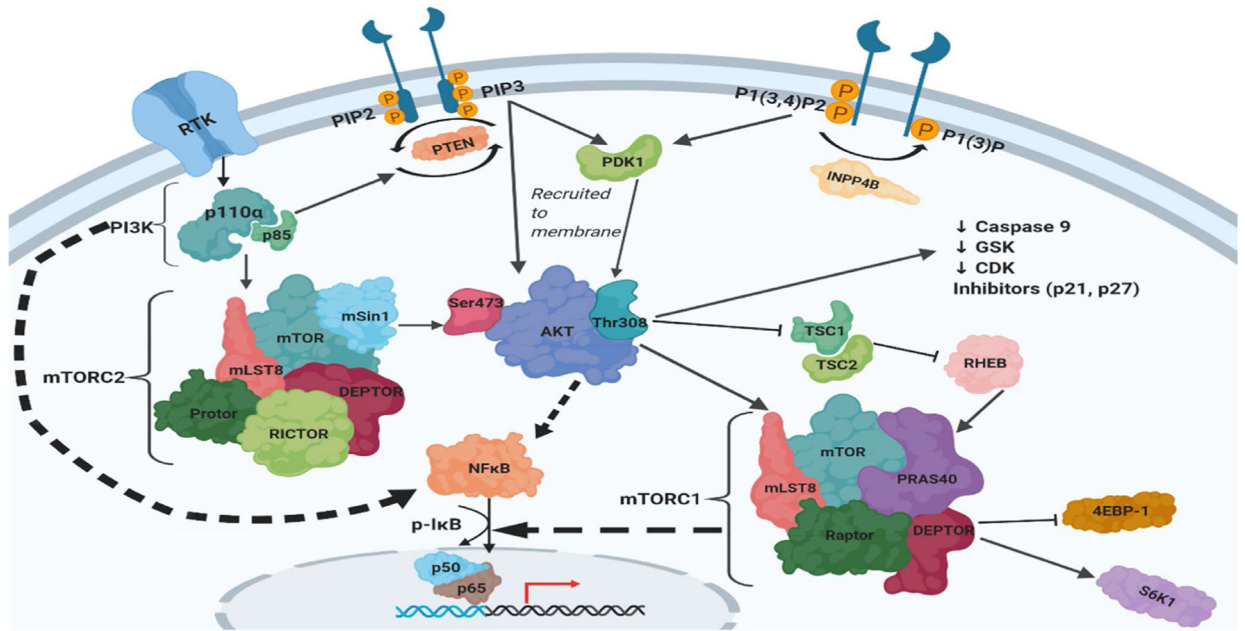 RTK
PIP2
P
P
P
P
P
PIP3
PTEN
PDK1
P1(3,4)P2
P
P
P
P1(3)P
INPP4B
PI3K
p110α
p85
Recruited
to
membrane
↓ Caspase 9
↓ GSK
↓ CDK
Inhibitors (p21, p27)
mTORC2
mTOR
mSin1
mLST8
DEPTOR
Protor
RICTOR
Ser473
AKT
Thr308
TSC1
TSC2
RHEB
NFκB
p-IκB
p50
p65
mTORC1
mTOR
PRAS40
mLST8
Raptor
DEPTOR
4EBP-1
S6K1